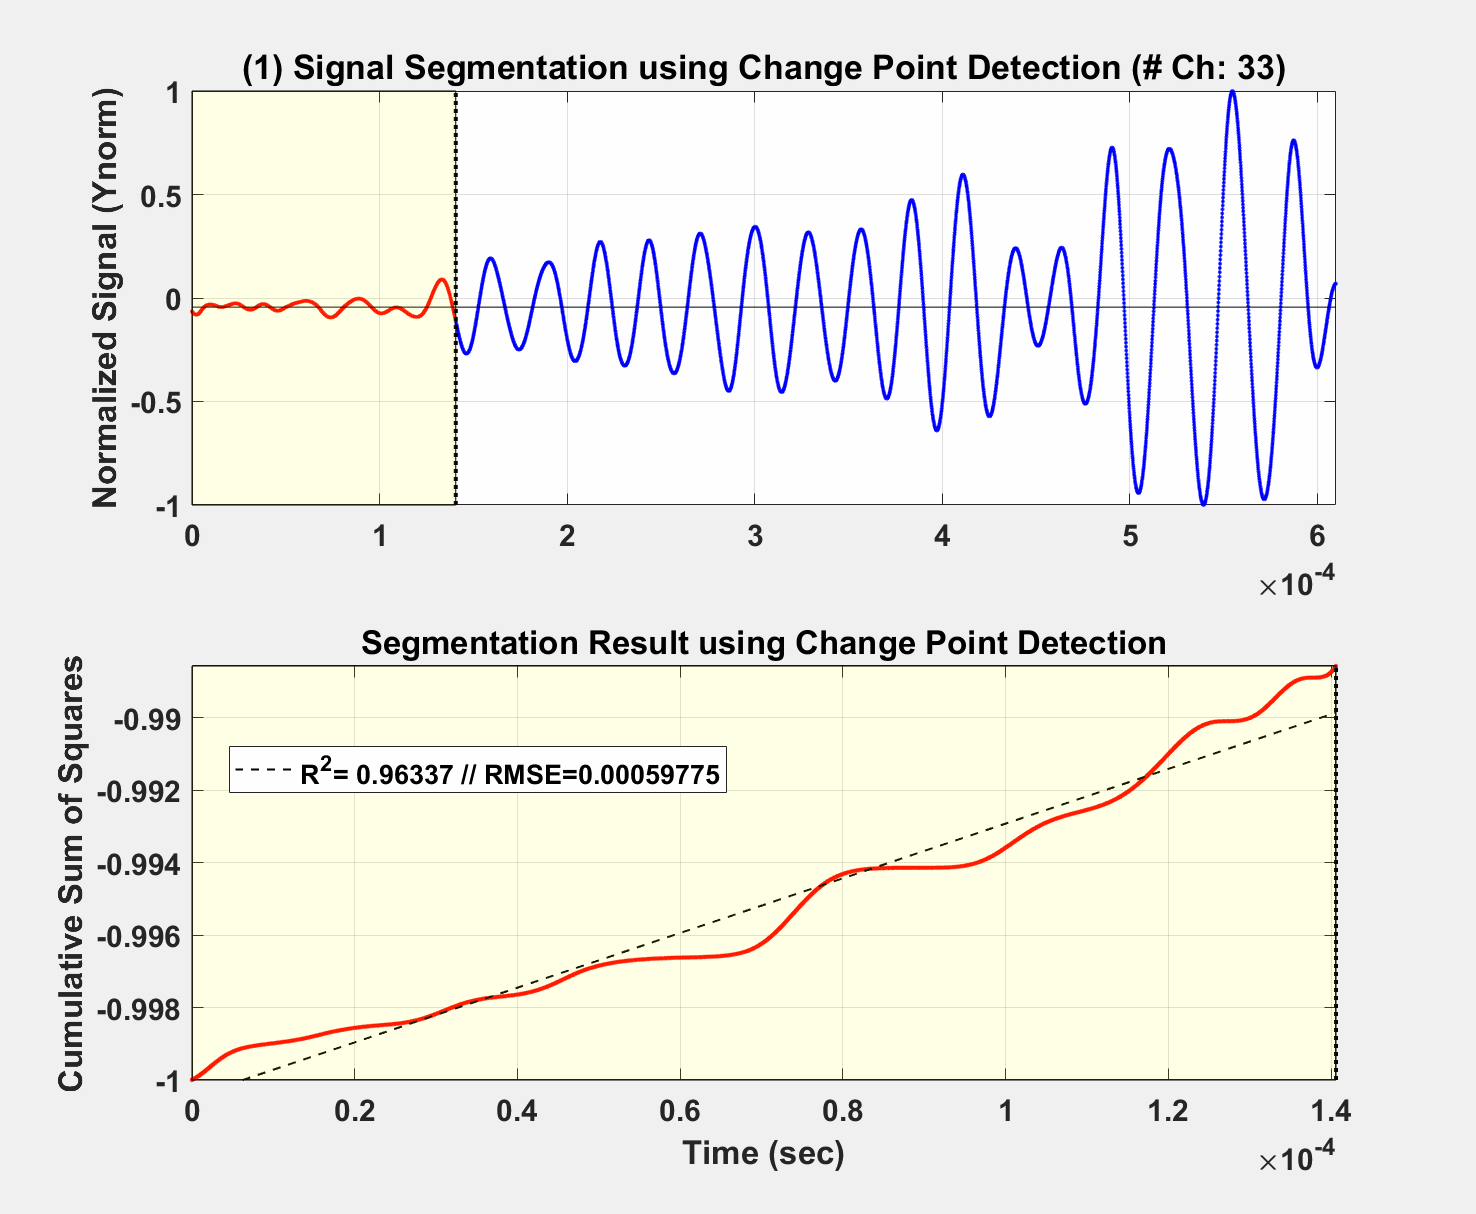 (1) Signal Segmentation using Change Point Detection (# Ch: 33)
Normalized Signal (Ynorm)
1
0.5
0
-0.5
-1
0 1 2 3 4 5 6
×10⁻⁴
Segmentation Result using Change Point Detection
Cumulative Sum of Squares
-0.99
-0.992
-0.994
-0.996
-0.998
-1
R²= 0.96337 // RMSE=0.00059775
0 0.2 0.4 0.6 0.8 1 1.2 1.4
Time (sec)
×10⁻⁴